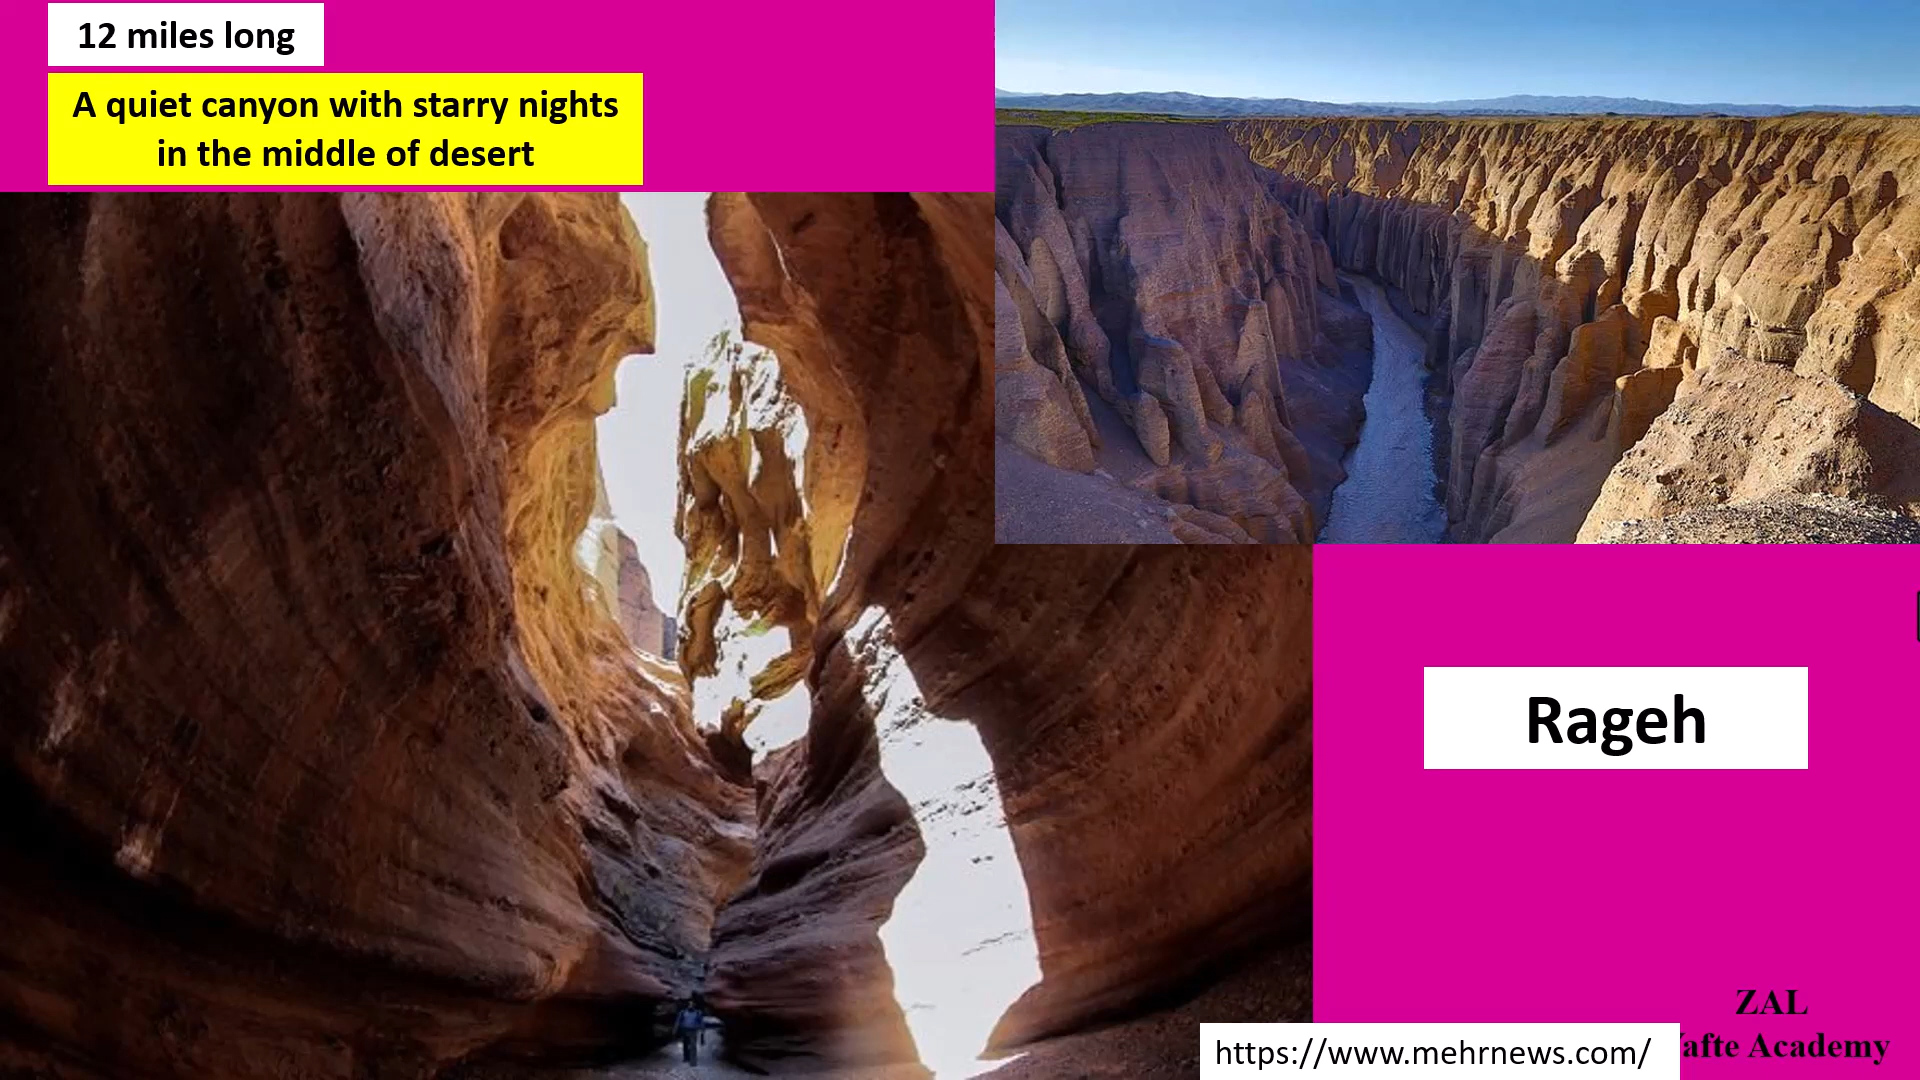 12 miles long
A quiet canyon with starry nights
in the middle of desert
Rageh
ZAL
Academy
https://www.mehrnews.com/